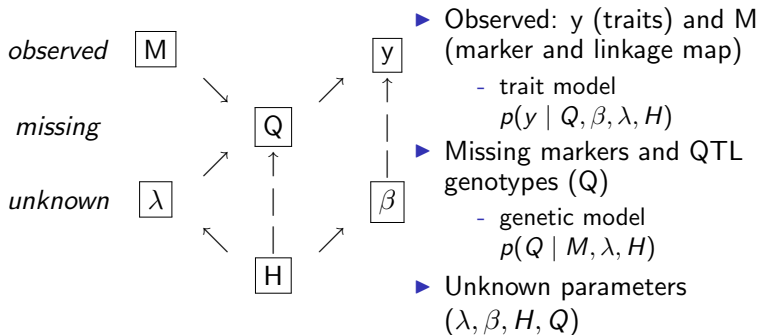 observed M y
missing Q
unknown λ β
H
▶ Observed: y (traits) and M
(marker and linkage map)
- trait model
p(y | Q, β, λ, H)
▶ Missing markers and QTL
genotypes (Q)
- genetic model
p(Q | M, λ, H)
▶ Unknown parameters
(λ, β, H, Q)